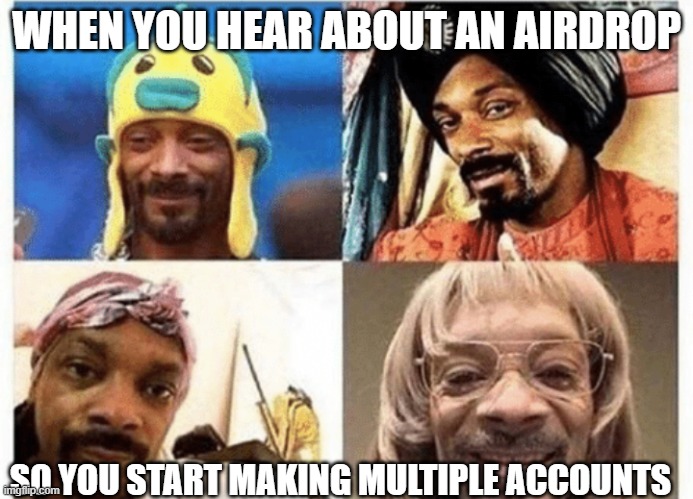 WHEN YOU HEAR ABOUT AN AIRDROP
SO YOU START MAKING MULTIPLE ACCOUNTS
imgflip.com